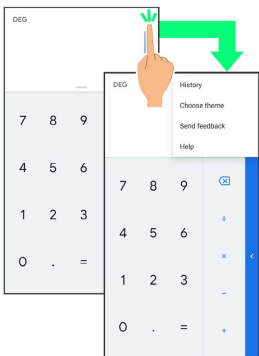 DEG
7 8 9
4 5 6
1 2 3
0 . =
DEG
History
Choose theme
Send feedback
Help
7 8 9
÷
4 5 6
×
1 2 3
−
0 . = +